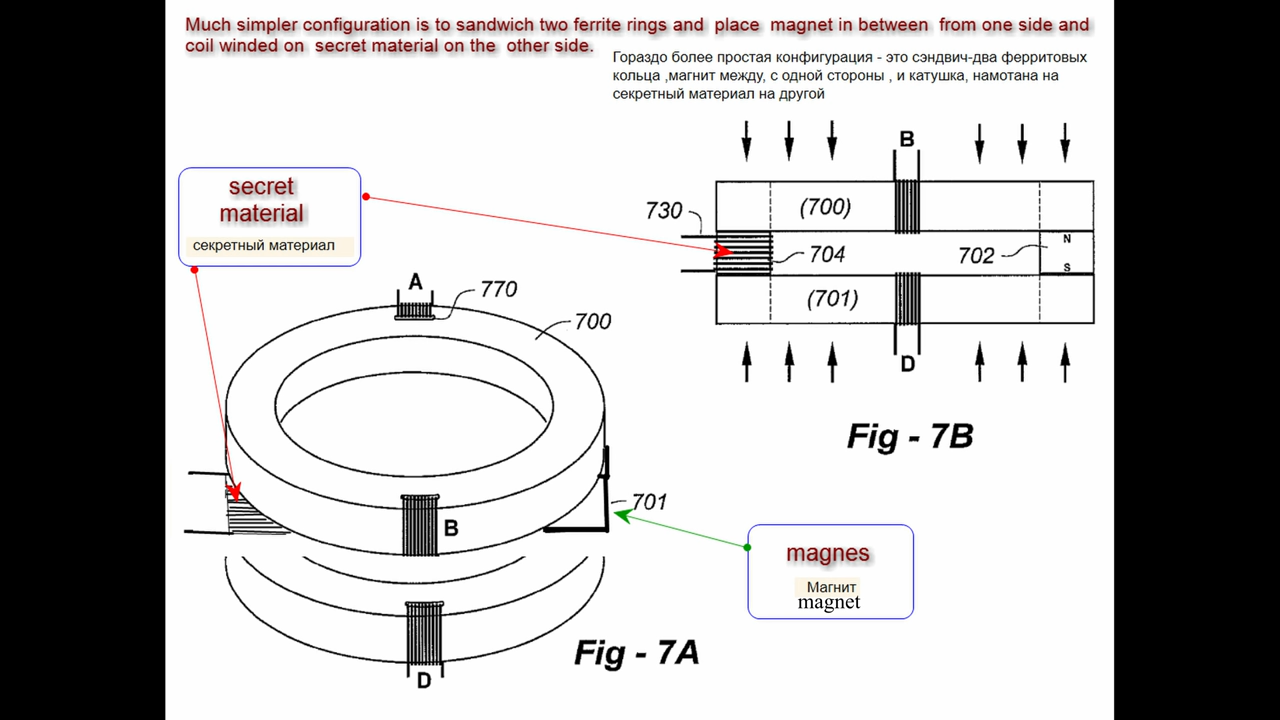 Much simpler configuration is to sandwich two ferrite rings and place magnet in between from one side and
coil winded on secret material on the other side.
Гораздо более простая конфигурация - это сэндвич-два ферритовых
кольца ,магнит между, с одной стороны , и катушка, намотана на
секретный материал на другой
secret
material
секретный материал
B
730
(700)
N
704
702
S
(701)
D
Fig - 7B
A
770
700
701
B
magnes
Магнит
magnet
Fig - 7A
D